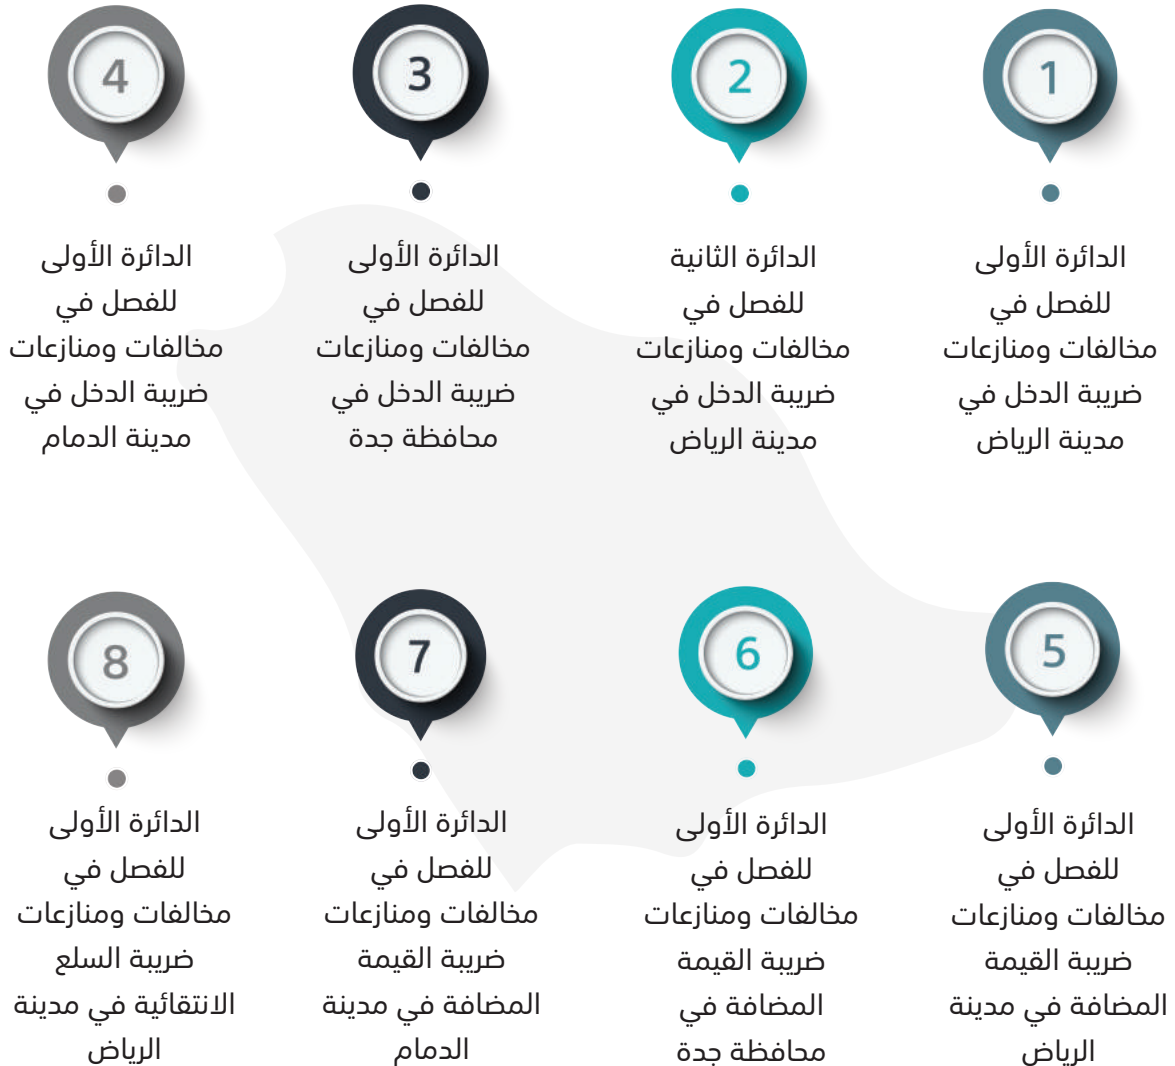 1
الدائرة الأولى
للفصل في
مخالفات ومنازعات
ضريبة الدخل في
مدينة الرياض
2
الدائرة الثانية
للفصل في
مخالفات ومنازعات
ضريبة الدخل في
مدينة الرياض
3
الدائرة الأولى
للفصل في
مخالفات ومنازعات
ضريبة الدخل في
محافظة جدة
4
الدائرة الأولى
للفصل في
مخالفات ومنازعات
ضريبة الدخل في
مدينة الدمام
5
الدائرة الأولى
للفصل في
مخالفات ومنازعات
ضريبة القيمة
المضافة في مدينة
الرياض
6
الدائرة الأولى
للفصل في
مخالفات ومنازعات
ضريبة القيمة
المضافة في
محافظة جدة
7
الدائرة الأولى
للفصل في
مخالفات ومنازعات
ضريبة القيمة
المضافة في مدينة
الدمام
8
الدائرة الأولى
للفصل في
مخالفات ومنازعات
ضريبة السلع
الانتقائية في مدينة
الرياض